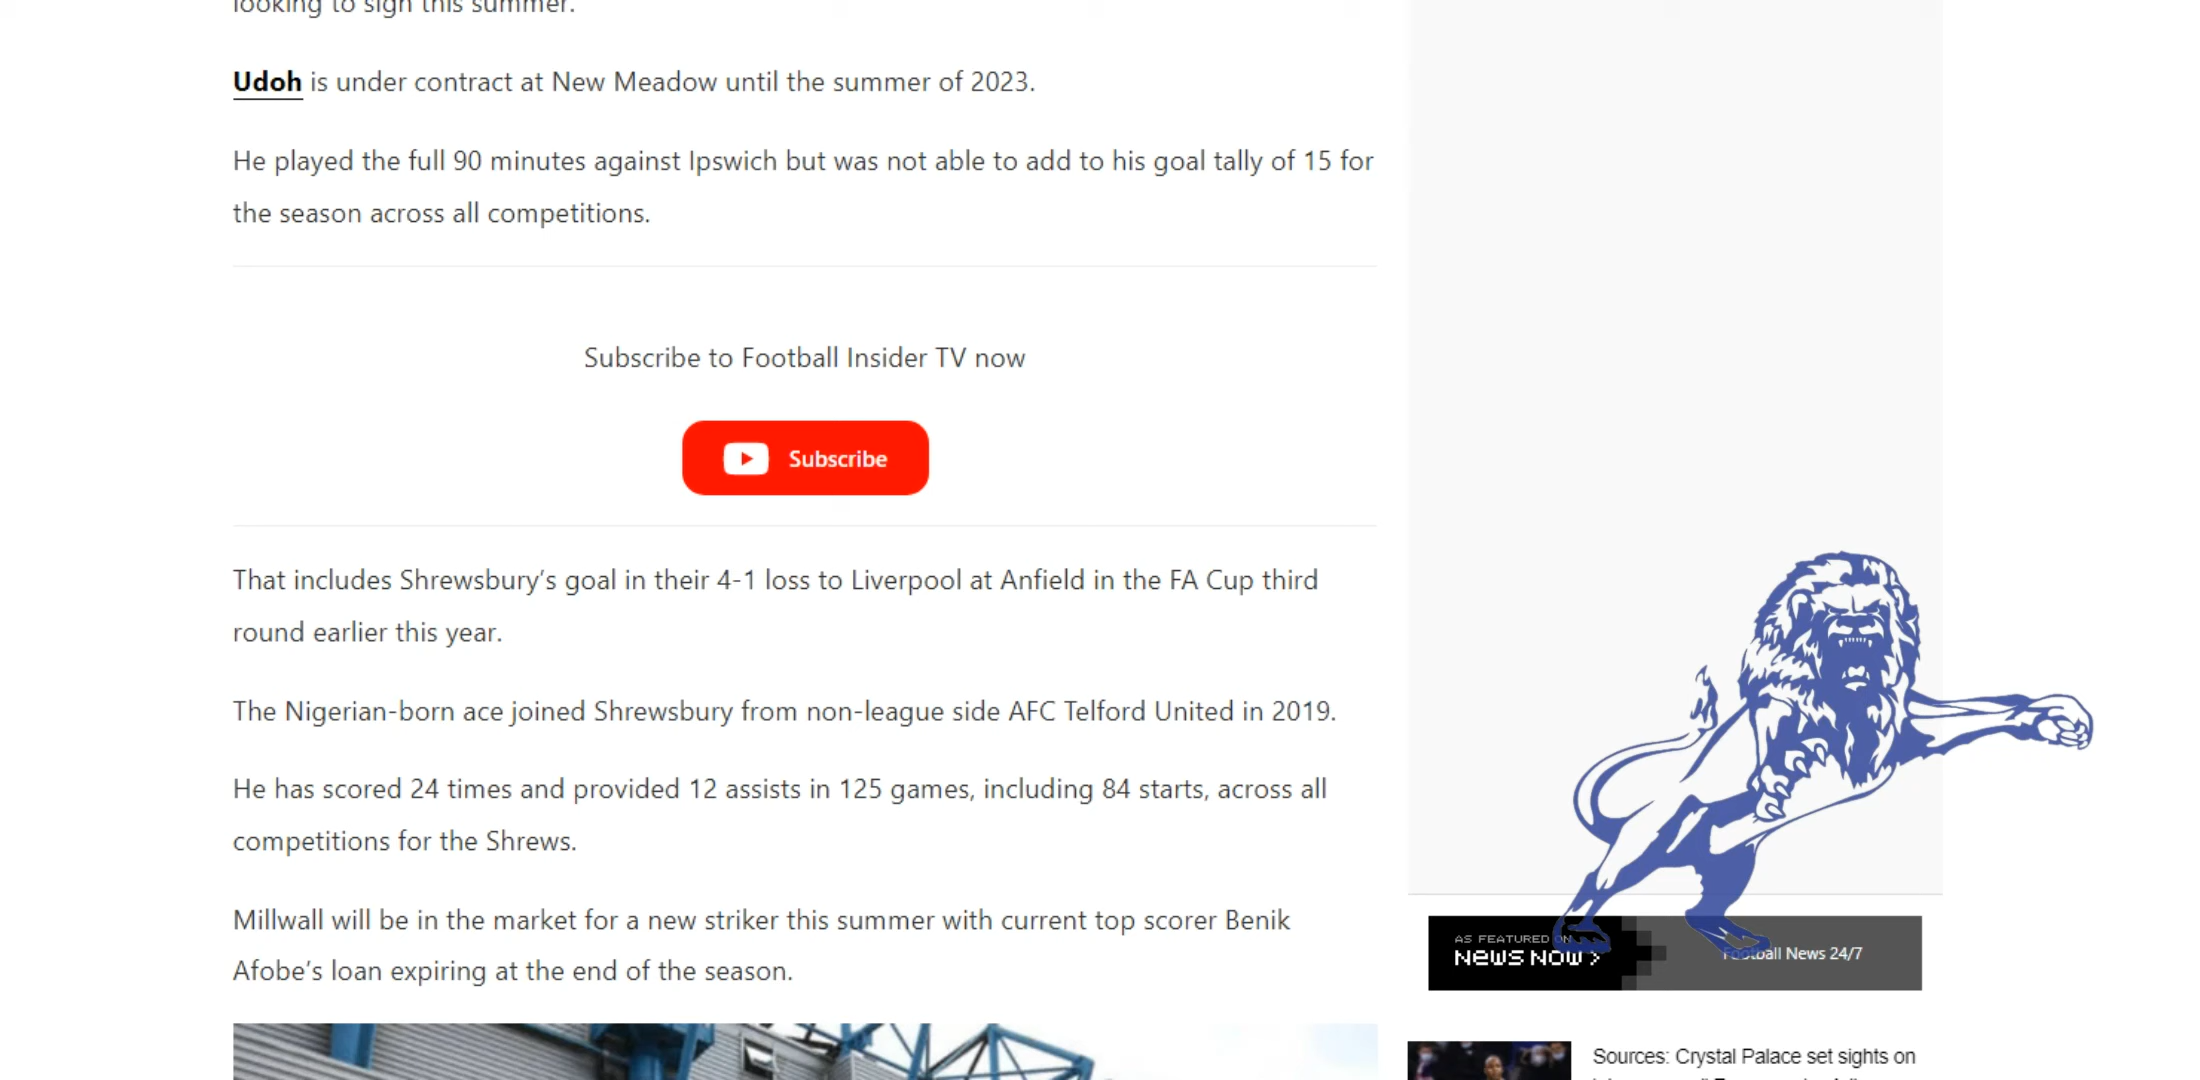 looking to sign this summer.
Udoh is under contract at New Meadow until the summer of 2023.
He played the full 90 minutes against Ipswich but was not able to add to his goal tally of 15 for
the season across all competitions.
Subscribe to Football Insider TV now
Subscribe
That includes Shrewsbury’s goal in their 4-1 loss to Liverpool at Anfield in the FA Cup third
round earlier this year.
The Nigerian-born ace joined Shrewsbury from non-league side AFC Telford United in 2019.
He has scored 24 times and provided 12 assists in 125 games, including 84 starts, across all
competitions for the Shrews.
Millwall will be in the market for a new striker this summer with current top scorer Benik
Afobe’s loan expiring at the end of the season.
AS FEATURED ON
NEWS NOW >
Football News 24/7
Sources: Crystal Palace set sights on